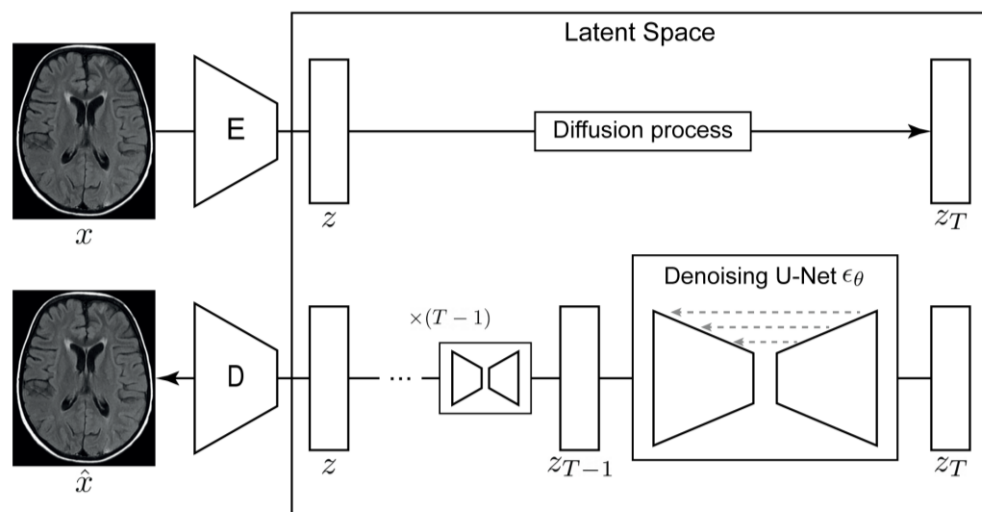 Latent Space
E
Diffusion process
x
z
z_T
Denoising U-Net ϵ_θ
×(T − 1)
D
...
z
z_{T−1}
z_T
x̂